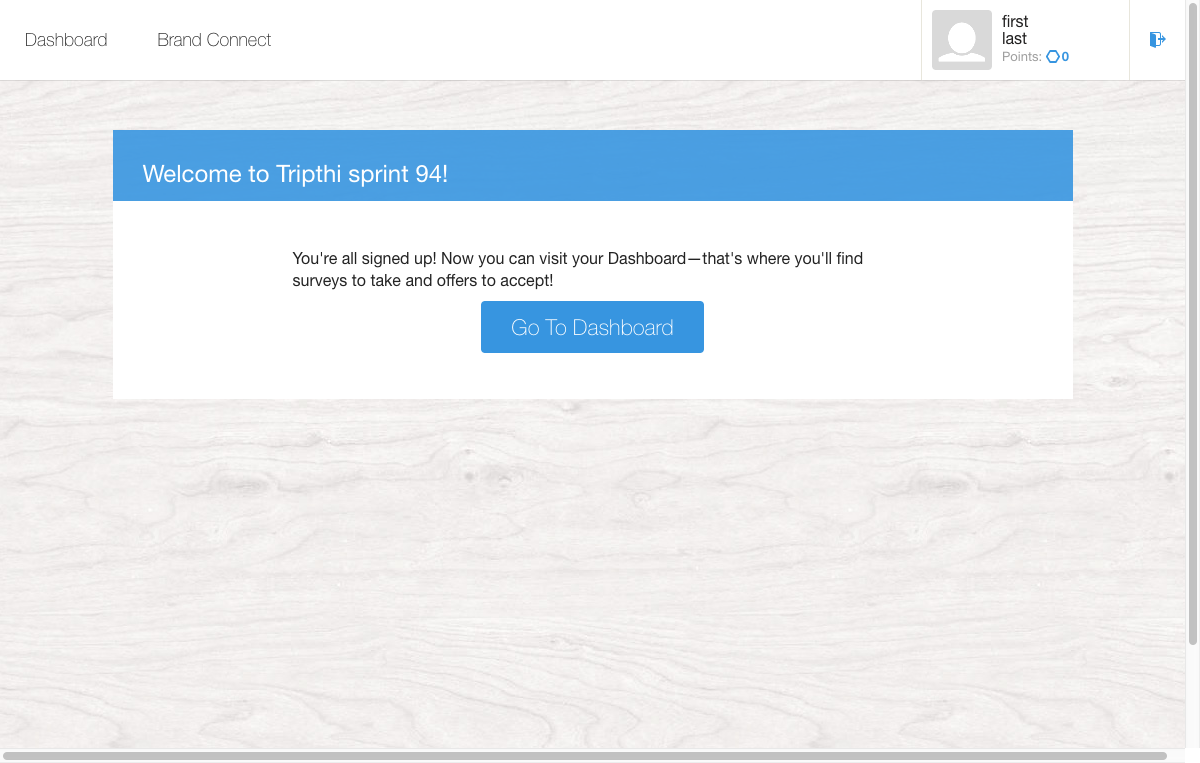 Dashboard
Brand Connect
first
last
Points: 0
Welcome to Tripthi sprint 94!
You're all signed up! Now you can visit your Dashboard—that's where you'll find
surveys to take and offers to accept!
Go To Dashboard